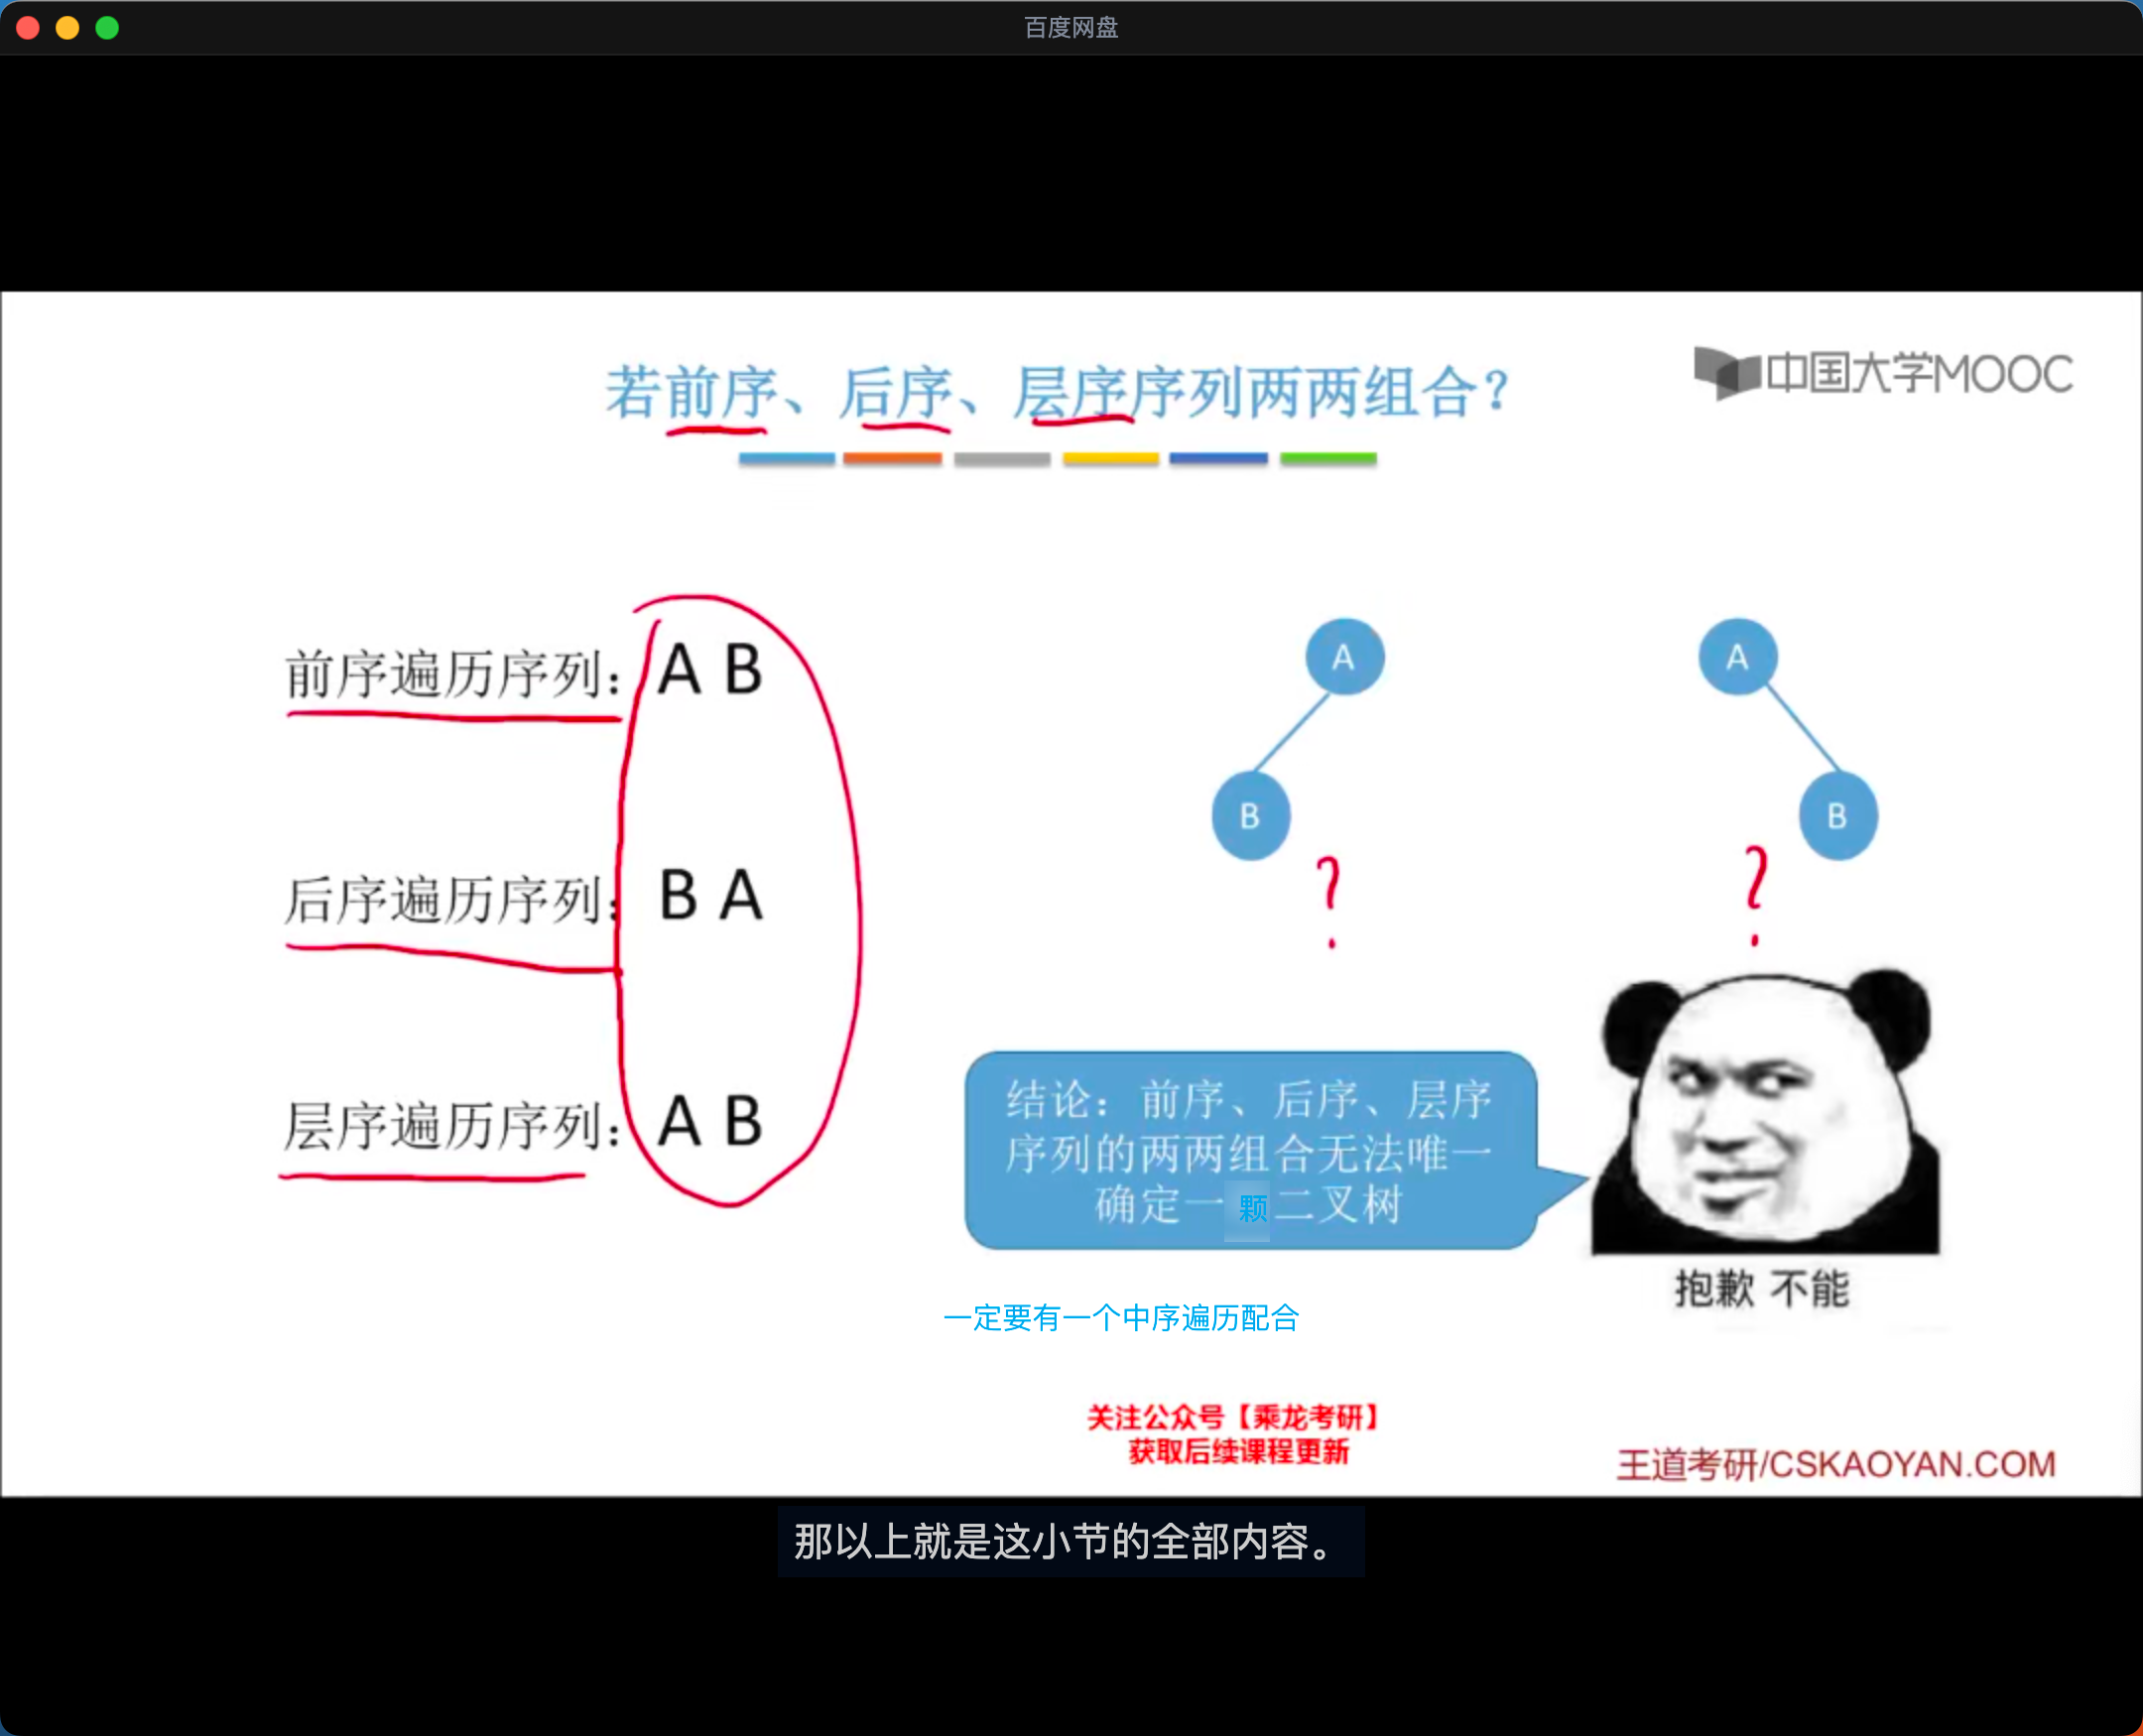 百度网盘
若前序、后序、层序序列两两组合?
中国大学MOOC
前序遍历序列: A B
后序遍历序列: B A
层序遍历序列: A B
A
B
?
A
B
?
结论: 前序、后序、层序
序列的两两组合无法唯一
确定一颗二叉树
抱歉 不能
一定要有一个中序遍历配合
关注公众号【乘龙考研】
获取后续课程更新
王道考研/CSKAOYAN.COM
那以上就是这小节的全部内容。